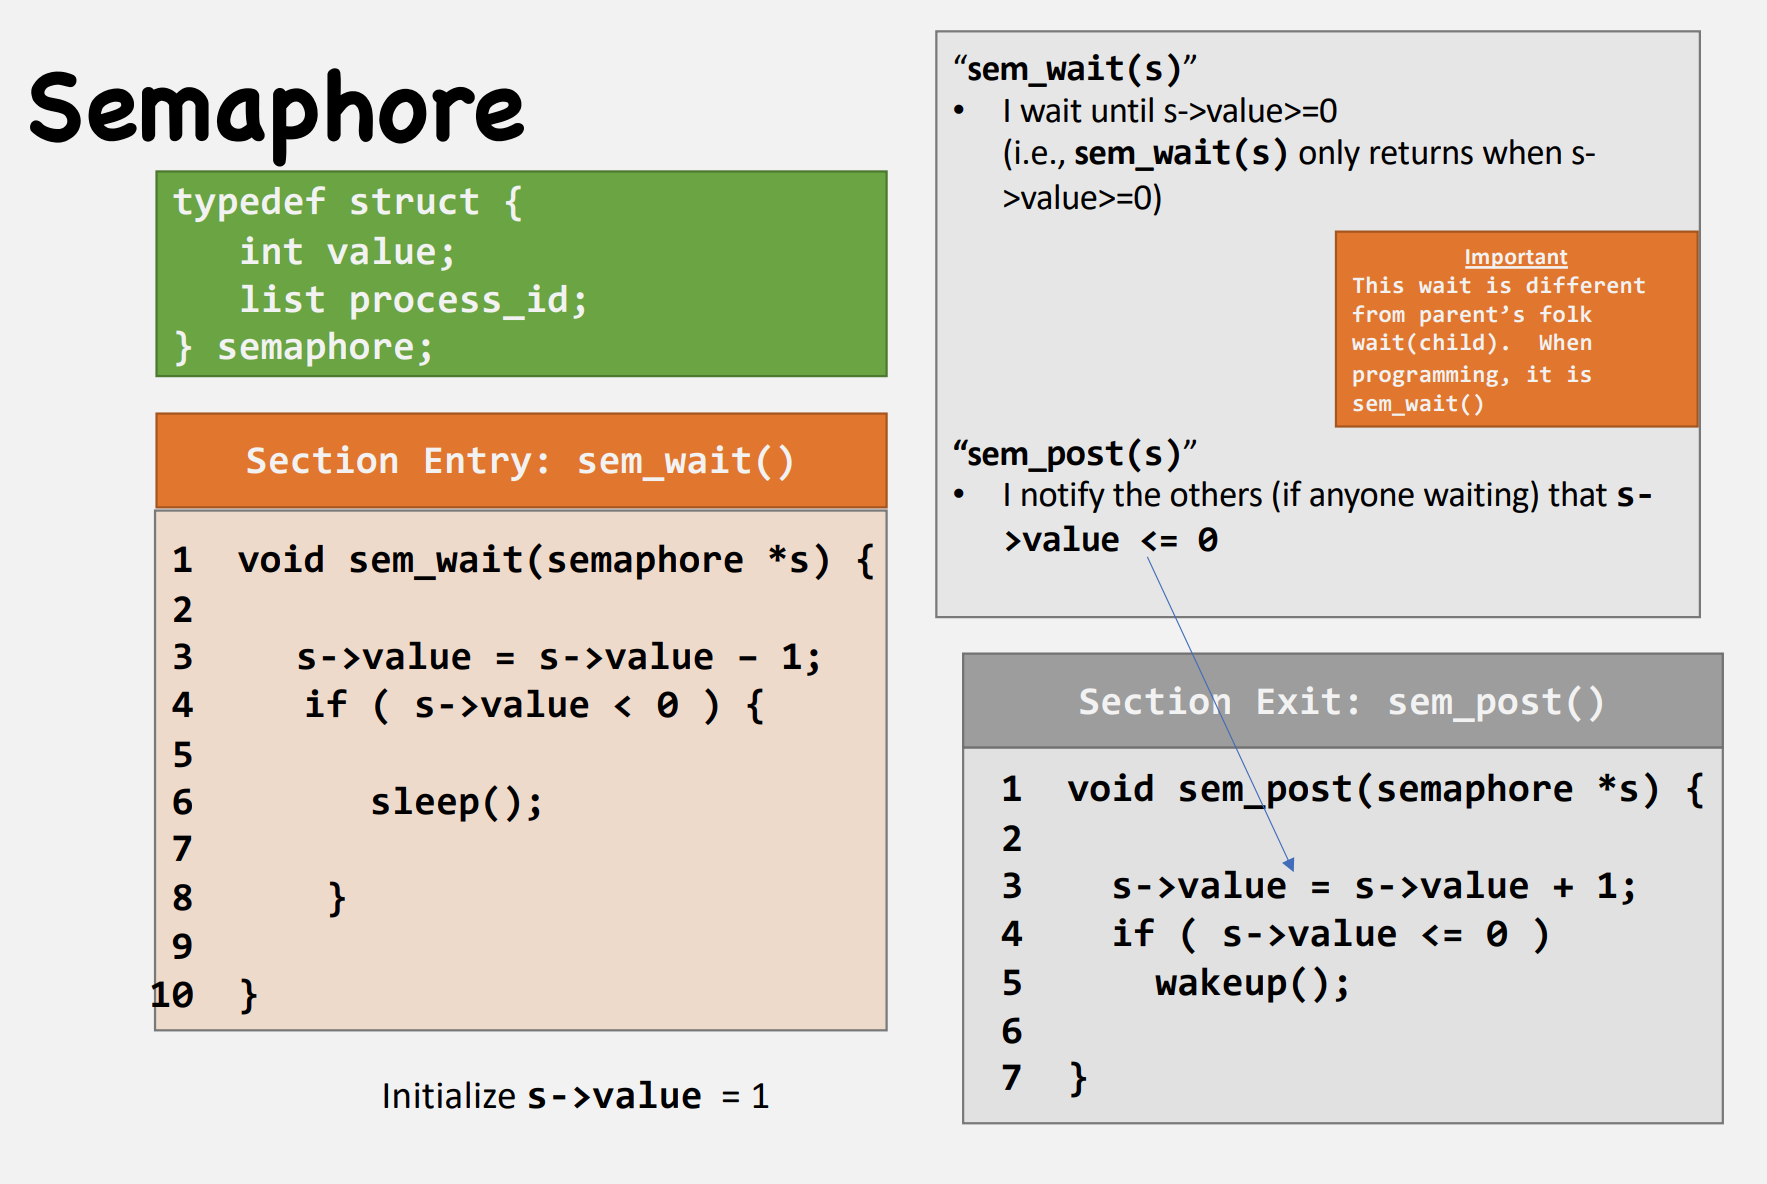 Semaphore
typedef struct {
int value;
list process_id;
} semaphore;
Section Entry: sem_wait()
1 void sem_wait(semaphore *s) {
2
3 s->value = s->value – 1;
4 if ( s->value < 0 ) {
5
6 sleep();
7
8 }
9
10 }
Initialize s->value = 1
“sem_wait(s)”
• I wait until s->value>=0
(i.e., sem_wait(s) only returns when s-
>value>=0)
Important
This wait is different
from parent’s folk
wait(child). When
programming, it is
sem_wait()
“sem_post(s)”
• I notify the others (if anyone waiting) that s-
>value <= 0
Section Exit: sem_post()
1 void sem_post(semaphore *s) {
2
3 s->value = s->value + 1;
4 if ( s->value <= 0 )
5 wakeup();
6
7 }